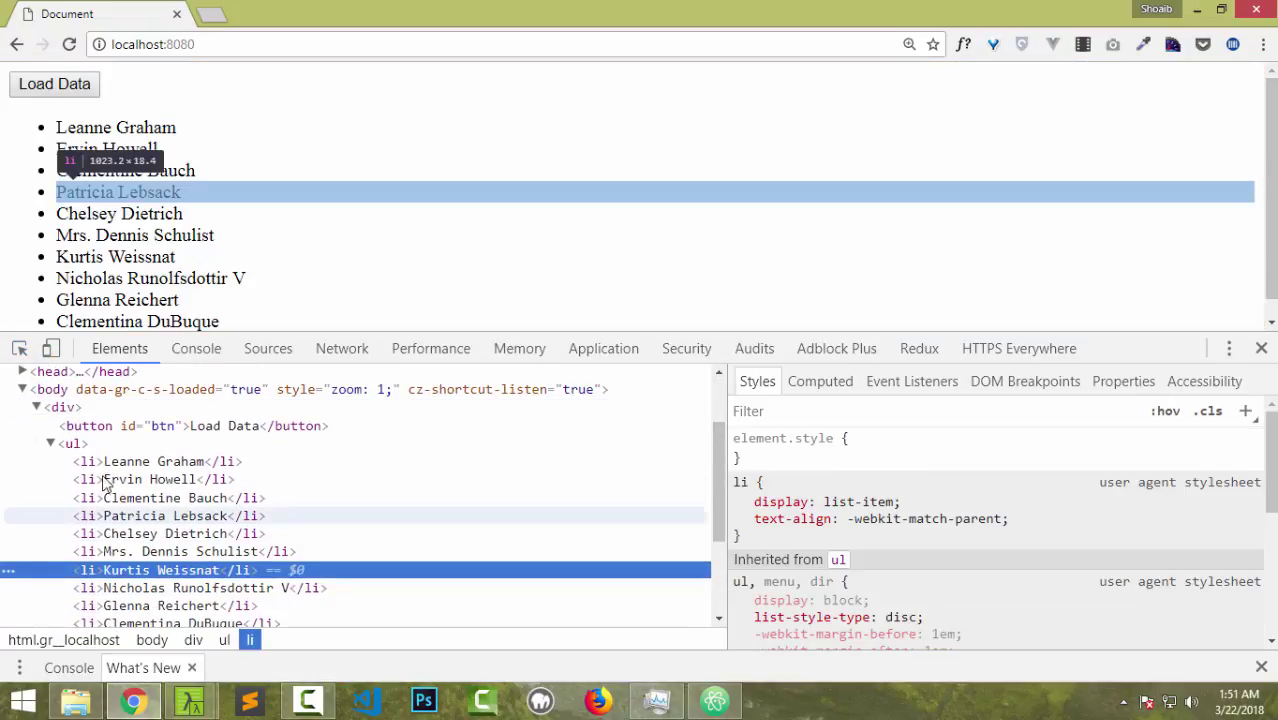 Document
Shoaib
localhost:8080
f?
Load Data
Leanne Graham
Ervin Howell
li 1023.2×18.4
Clementine Bauch
Patricia Lebsack
Chelsey Dietrich
Mrs. Dennis Schulist
Kurtis Weissnat
Nicholas Runolfsdottir V
Glenna Reichert
Clementina DuBuque
Elements Console Sources Network Performance Memory Application Security Audits Adblock Plus Redux HTTPS Everywhere
<head>…</head>
<body data-gr-c-s-loaded="true" style="zoom: 1;" cz-shortcut-listen="true">
<div>
<button id="btn">Load Data</button>
<ul>
<li>Leanne Graham</li>
<li>Ervin Howell</li>
<li>Clementine Bauch</li>
<li>Patricia Lebsack</li>
<li>Chelsey Dietrich</li>
<li>Mrs. Dennis Schulist</li>
<li>Kurtis Weissnat</li> == $0
<li>Nicholas Runolfsdottir V</li>
<li>Glenna Reichert</li>
<li>Clementina DuBuque</li>
html.gr__localhost body div ul li
Styles Computed Event Listeners DOM Breakpoints Properties Accessibility
Filter :hov .cls +
element.style {
}
li { user agent stylesheet
display: list-item;
text-align: -webkit-match-parent;
}
Inherited from ul
ul, menu, dir { user agent stylesheet
display: block;
list-style-type: disc;
-webkit-margin-before: 1em;
-webkit-margin-after: 1em;
Console What's New
Ps
1:51 AM
3/22/2018